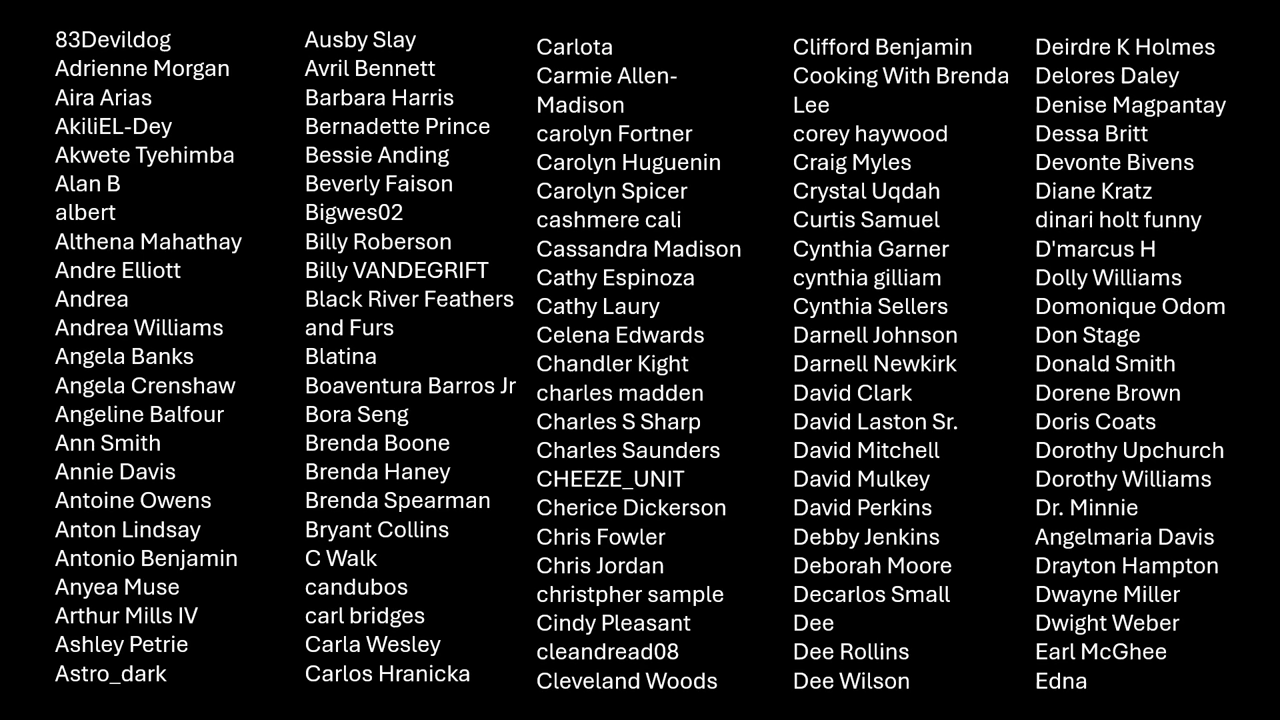 83Devildog
Adrienne Morgan
Aira Arias
AkiliEL-Dey
Akwete Tyehimba
Alan B
albert
Althena Mahathay
Andre Elliott
Andrea
Andrea Williams
Angela Banks
Angela Crenshaw
Angeline Balfour
Ann Smith
Annie Davis
Antoine Owens
Anton Lindsay
Antonio Benjamin
Anyea Muse
Arthur Mills IV
Ashley Petrie
Astro_dark
Ausby Slay
Avril Bennett
Barbara Harris
Bernadette Prince
Bessie Anding
Beverly Faison
Bigwes02
Billy Roberson
Billy VANDEGRIFT
Black River Feathers
and Furs
Blatina
Boaventura Barros Jr
Bora Seng
Brenda Boone
Brenda Haney
Brenda Spearman
Bryant Collins
C Walk
candubos
carl bridges
Carla Wesley
Carlos Hranicka
Carlota
Carmie Allen-
Madison
carolyn Fortner
Carolyn Huguenin
Carolyn Spicer
cashmere cali
Cassandra Madison
Cathy Espinoza
Cathy Laury
Celena Edwards
Chandler Kight
charles madden
Charles S Sharp
Charles Saunders
CHEEZE_UNIT
Cherice Dickerson
Chris Fowler
Chris Jordan
christpher sample
Cindy Pleasant
cleandread08
Cleveland Woods
Clifford Benjamin
Cooking With Brenda
Lee
corey haywood
Craig Myles
Crystal Uqdah
Curtis Samuel
Cynthia Garner
cynthia gilliam
Cynthia Sellers
Darnell Johnson
Darnell Newkirk
David Clark
David Laston Sr.
David Mitchell
David Mulkey
David Perkins
Debby Jenkins
Deborah Moore
Decarlos Small
Dee
Dee Rollins
Dee Wilson
Deirdre K Holmes
Delores Daley
Denise Magpantay
Dessa Britt
Devonte Bivens
Diane Kratz
dinari holt funny
D'marcus H
Dolly Williams
Domonique Odom
Don Stage
Donald Smith
Dorene Brown
Doris Coats
Dorothy Upchurch
Dorothy Williams
Dr. Minnie
Angelmaria Davis
Drayton Hampton
Dwayne Miller
Dwight Weber
Earl McGhee
Edna